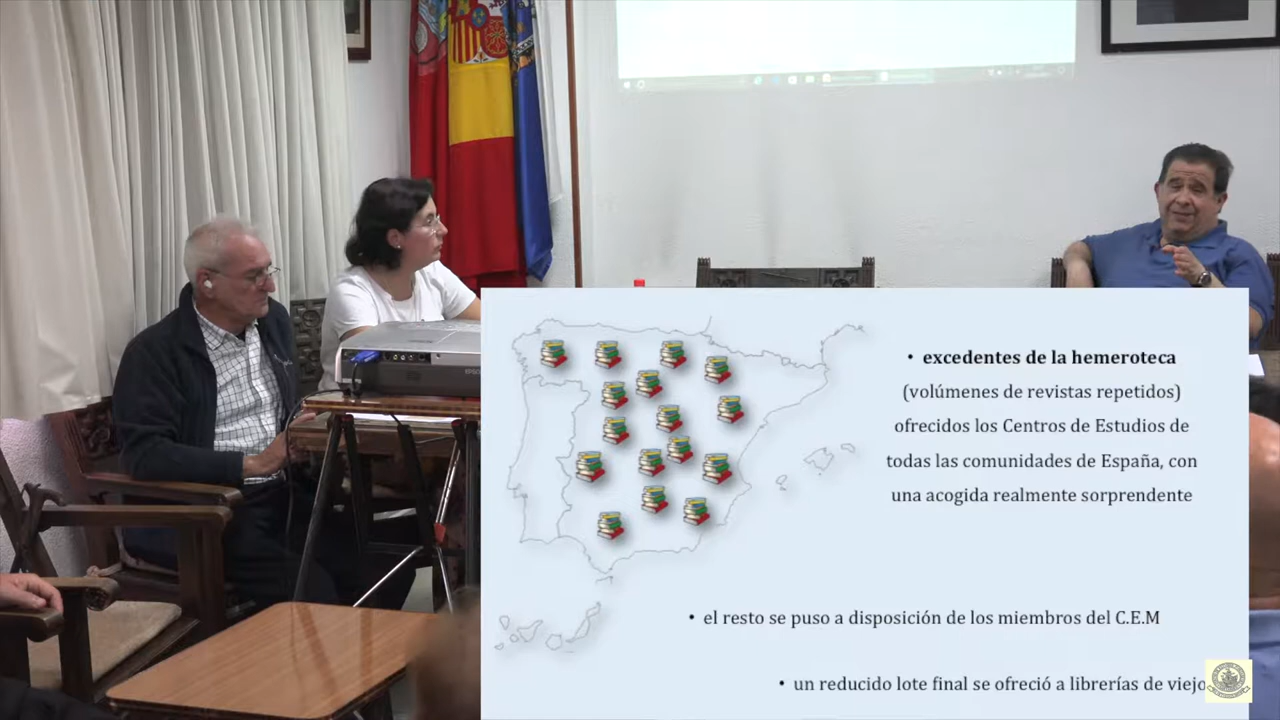 • excedentes de la hemeroteca
(volúmenes de revistas repetidos)
ofrecidos los Centros de Estudios de
todas las comunidades de España, con
una acogida realmente sorprendente
• el resto se puso a disposición de los miembros del C.E.M
• un reducido lote final se ofreció a librerías de viejo
EPSON